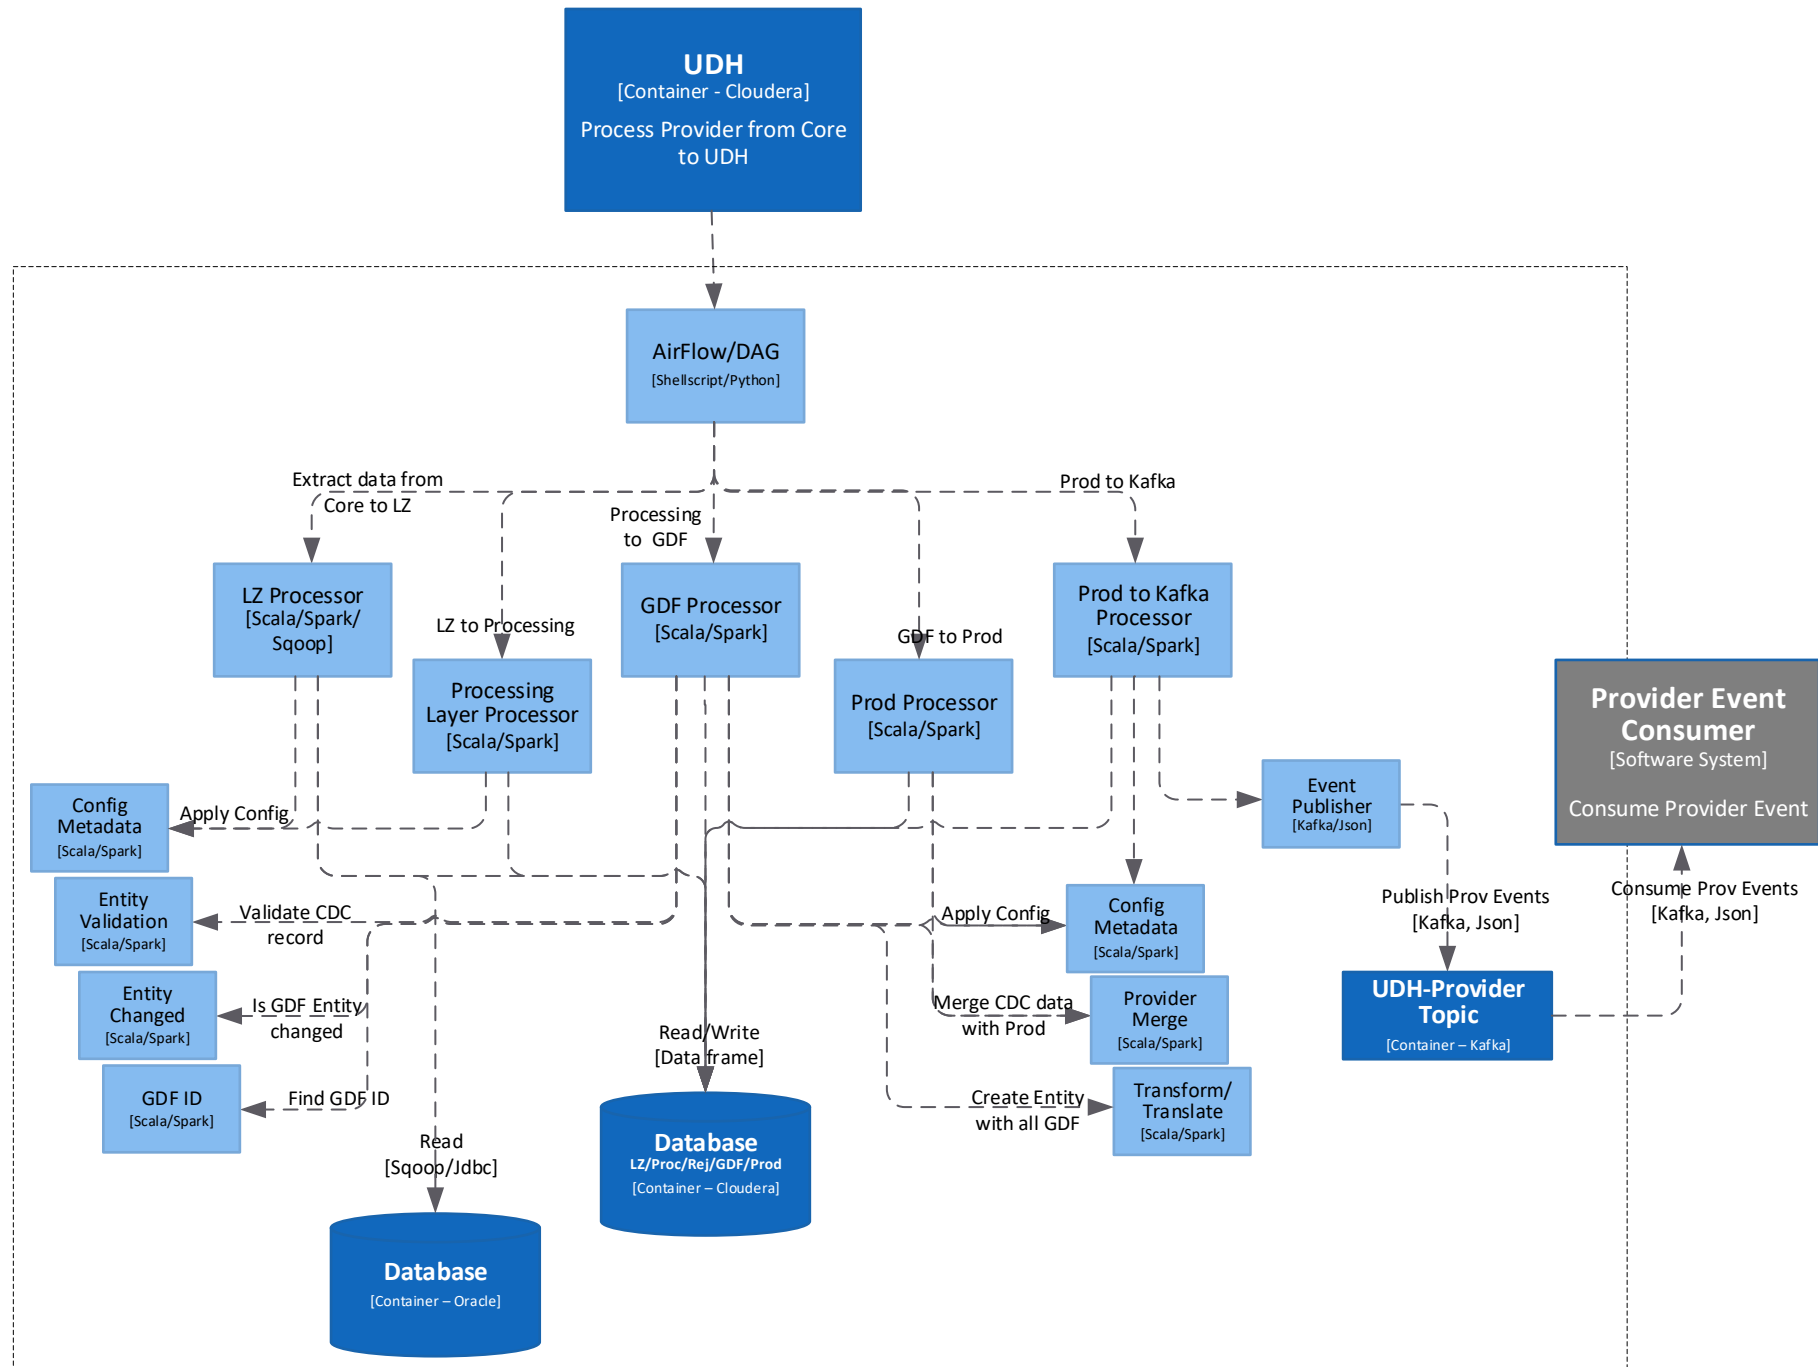 UDH
[Container - Cloudera]
Process Provider from Core
to UDH
AirFlow/DAG
[Shellscript/Python]
Extract data from
Core to LZ
Processing
to GDF
Prod to Kafka
LZ Processor
[Scala/Spark/
Sqoop]
LZ to Processing
GDF Processor
[Scala/Spark]
GDF to Prod
Prod to Kafka
Processor
[Scala/Spark]
Processing
Layer Processor
[Scala/Spark]
Prod Processor
[Scala/Spark]
Provider Event
Consumer
[Software System]
Consume Provider Event
Config
Metadata
[Scala/Spark]
Apply Config
Event
Publisher
[Kafka/Json]
Entity
Validation
[Scala/Spark]
Validate CDC
record
Apply Config
Config
Metadata
[Scala/Spark]
Publish Prov Events
[Kafka, Json]
Consume Prov Events
[Kafka, Json]
Entity
Changed
[Scala/Spark]
Is GDF Entity
changed
Read/Write
[Data frame]
Merge CDC data
with Prod
Provider
Merge
[Scala/Spark]
UDH-Provider
Topic
[Container – Kafka]
GDF ID
[Scala/Spark]
Find GDF ID
Create Entity
with all GDF
Transform/
Translate
[Scala/Spark]
Read
[Sqoop/Jdbc]
Database
LZ/Proc/Rej/GDF/Prod
[Container – Cloudera]
Database
[Container – Oracle]